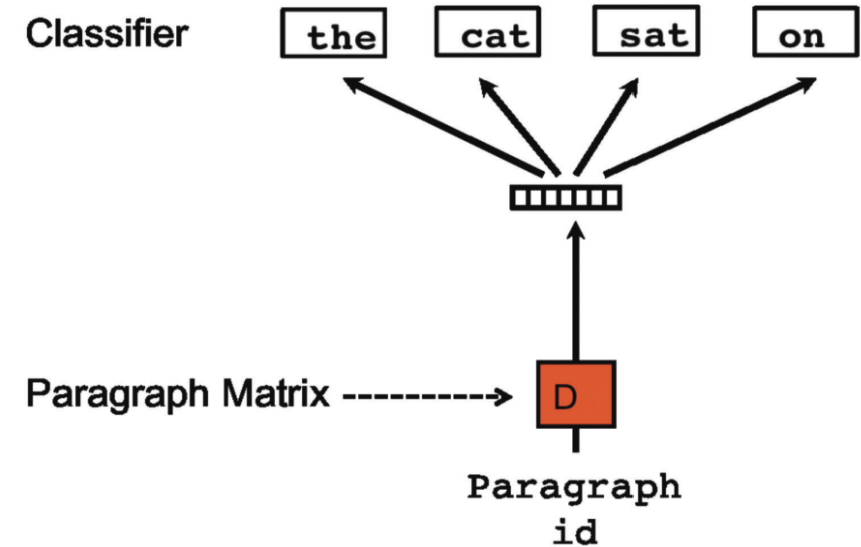 Classifier
the
cat
sat
on
Paragraph Matrix
D
Paragraph
id